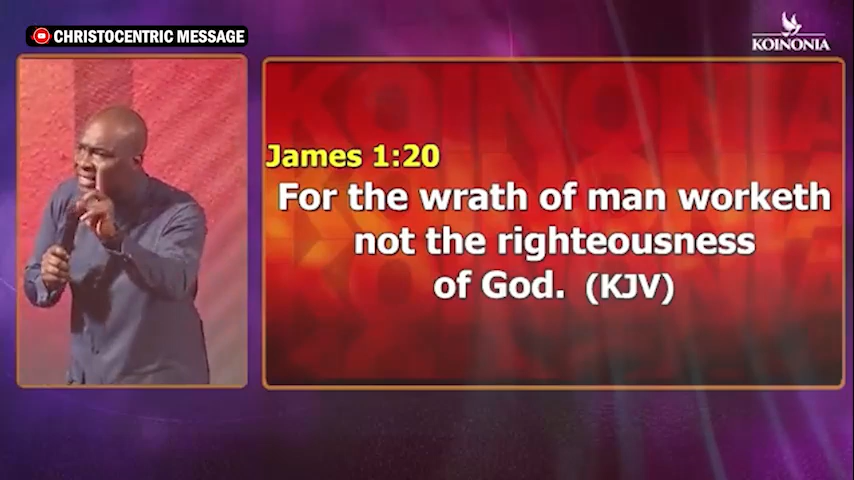 CHRISTOCENTRIC MESSAGE
KOINONIA
James 1:20
For the wrath of man worketh
not the righteousness
of God. (KJV)